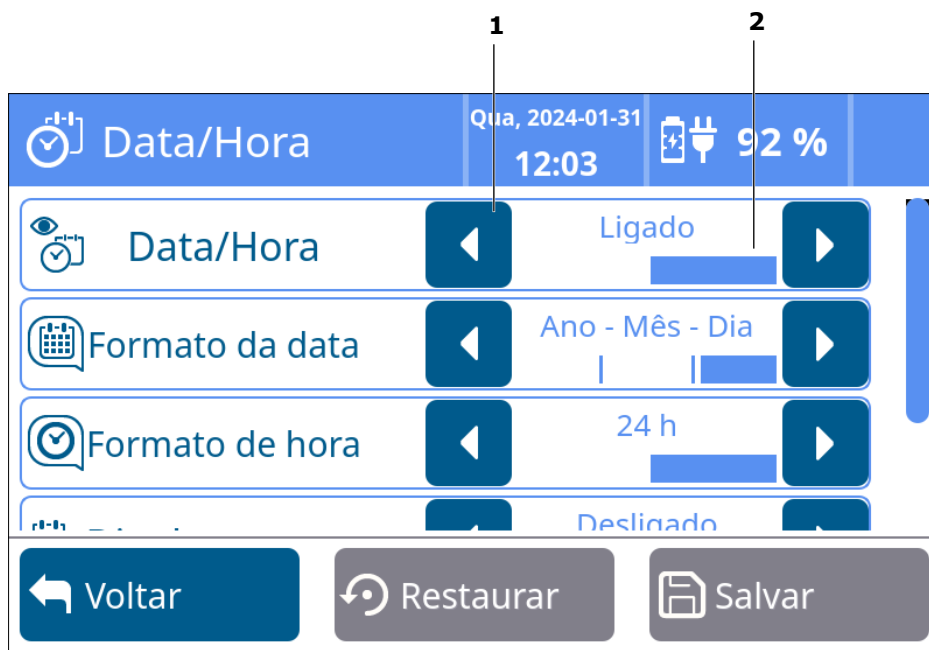 1
2
Data/Hora
Qua, 2024-01-31
12:03
92 %
Data/Hora
Ligado
Formato da data
Ano - Mês - Dia
Formato de hora
24 h
Desligado
Voltar
Restaurar
Salvar